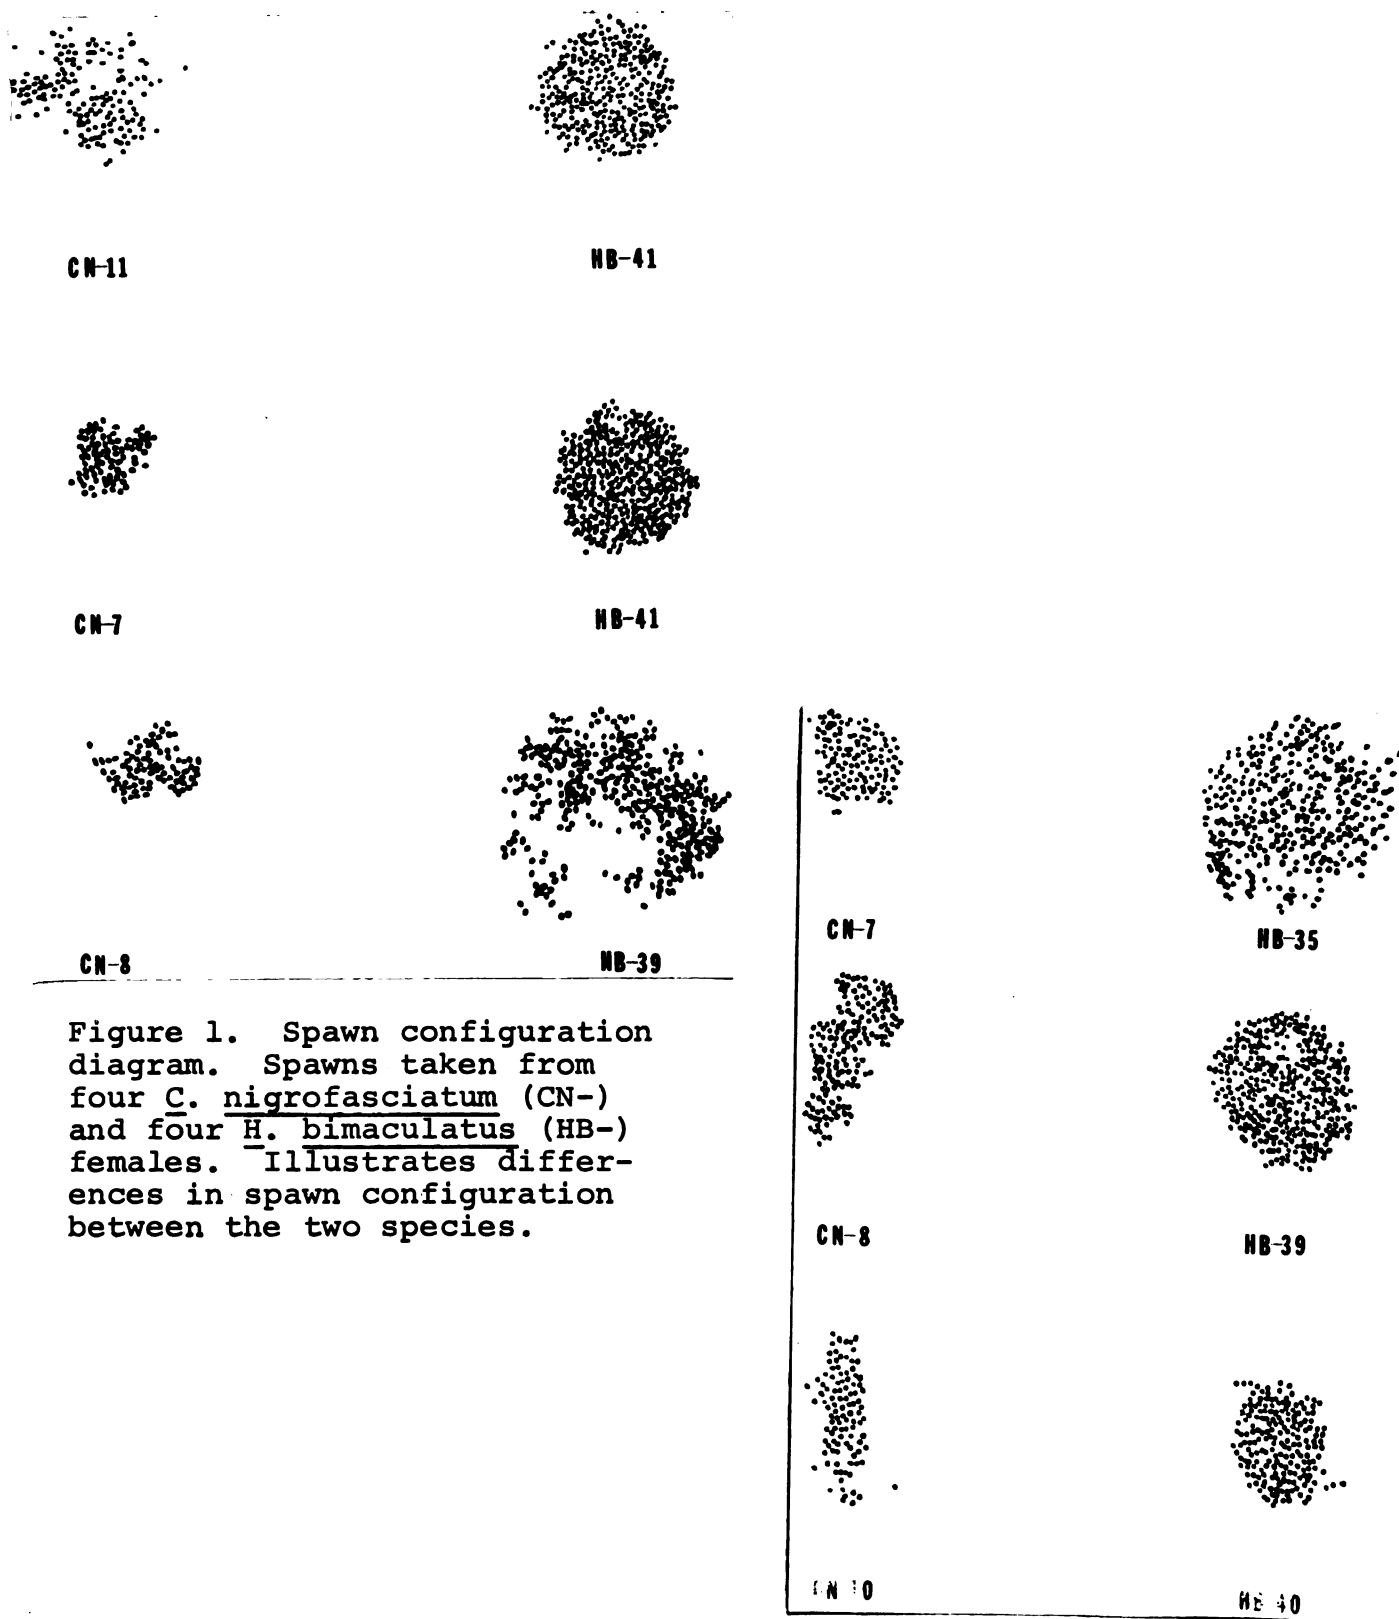 CN-11
HB-41
CN-7
HB-41
CN-8
HB-39
Figure 1. Spawn configuration
diagram. Spawns taken from
four C. nigrofasciatum (CN-)
and four H. bimaculatus (HB-)
females. Illustrates differ-
ences in spawn configuration
between the two species.
CN-7
HB-35
CN-8
HB-39
HB-40